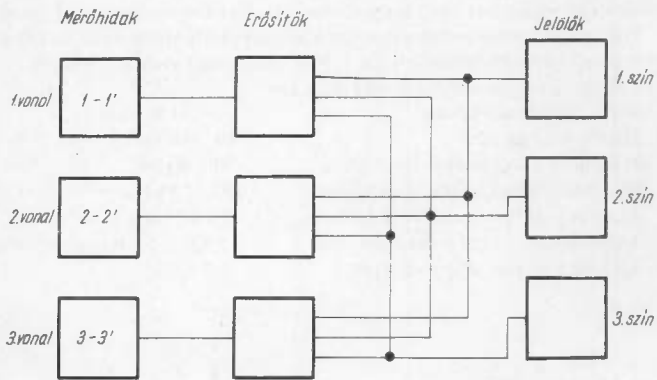 Mérőhidak
Erősítők
Jelölők
1.vonal
1-1'
1.szín
2.vonal
2-2'
2.szín
3.vonal
3-3'
3.szín